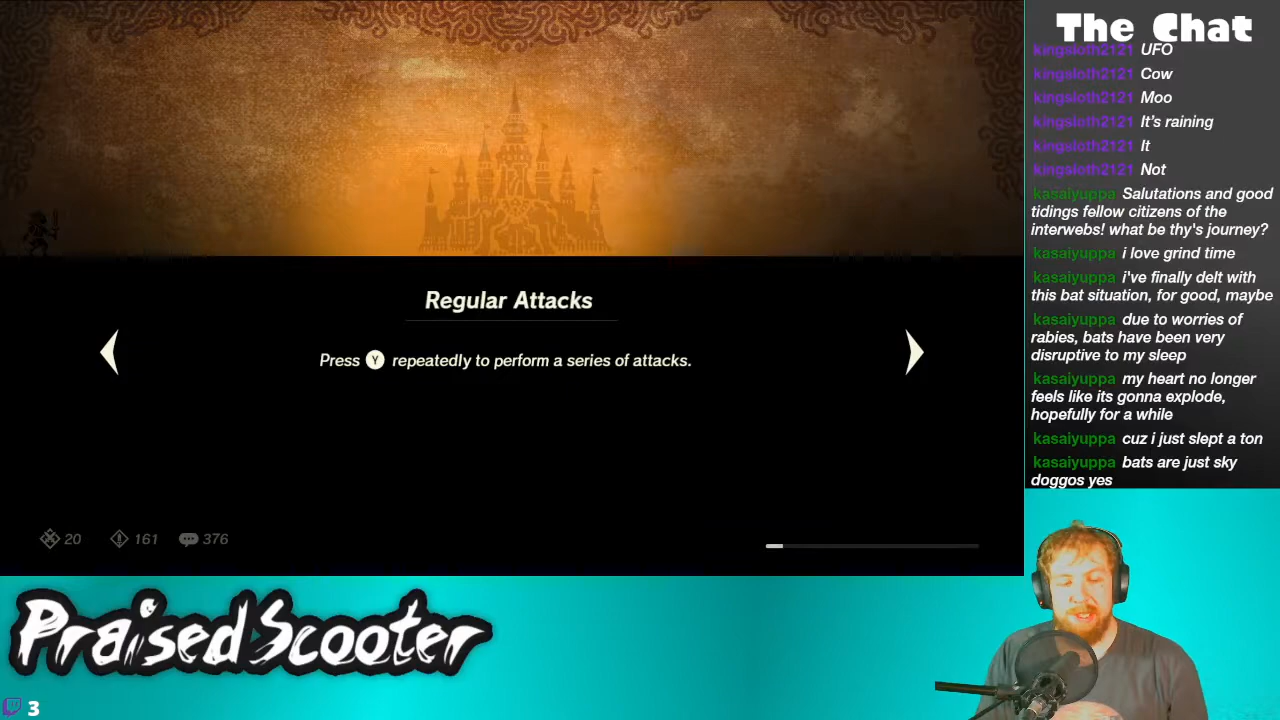 The Chat
kingsloth2121 UFO
kingsloth2121 Cow
kingsloth2121 Moo
kingsloth2121 It's raining
kingsloth2121 It
kingsloth2121 Not
kasaiyuppa Salutations and good
tidings fellow citizens of the
interwebs! what be thy's journey?
kasaiyuppa i love grind time
kasaiyuppa i've finally delt with
this bat situation, for good, maybe
kasaiyuppa due to worries of
rabies, bats have been very
disruptive to my sleep
kasaiyuppa my heart no longer
feels like its gonna explode,
hopefully for a while
kasaiyuppa cuz i just slept a ton
kasaiyuppa bats are just sky
doggos yes
Regular Attacks
Press Y repeatedly to perform a series of attacks.
20 161 376
PraisedScooter
3